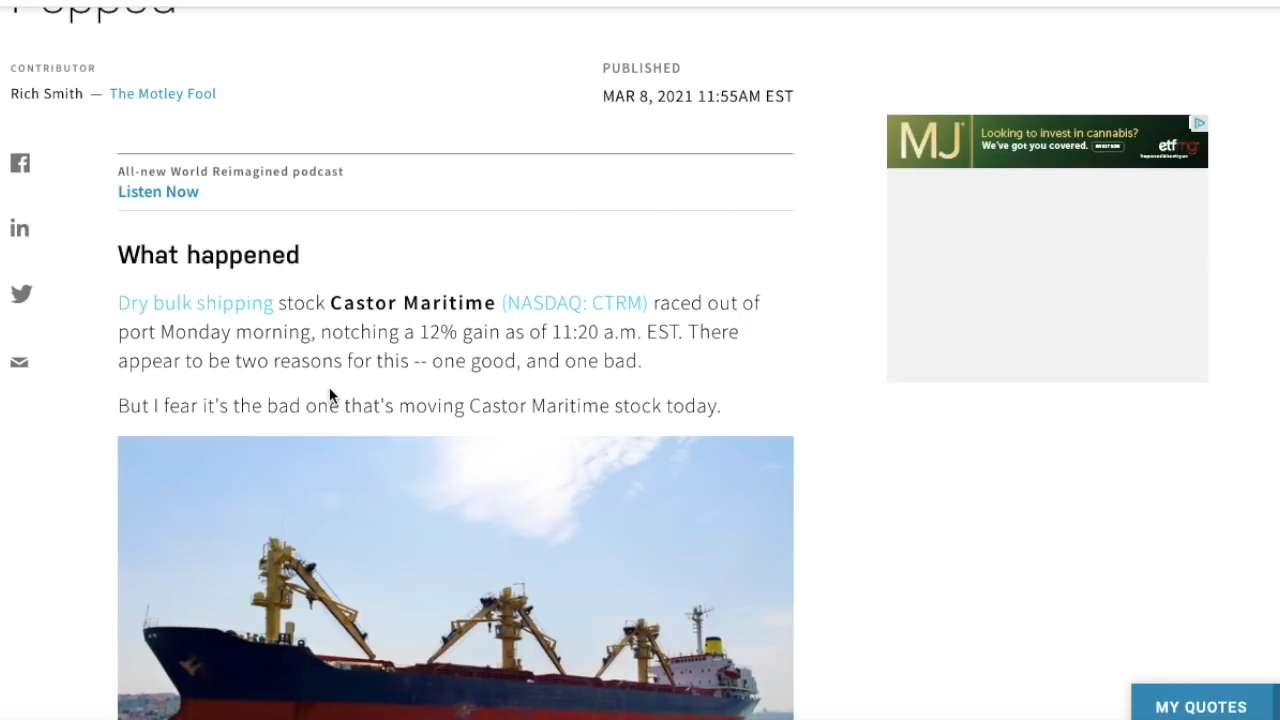 Popped
CONTRIBUTOR
Rich Smith — The Motley Fool
PUBLISHED
MAR 8, 2021 11:55AM EST
All-new World Reimagined podcast
Listen Now
What happened
Dry bulk shipping stock Castor Maritime (NASDAQ: CTRM) raced out of
port Monday morning, notching a 12% gain as of 11:20 a.m. EST. There
appear to be two reasons for this -- one good, and one bad.
But I fear it's the bad one that's moving Castor Maritime stock today.
MJ
Looking to invest in cannabis?
We've got you covered.
etfmg
MY QUOTES